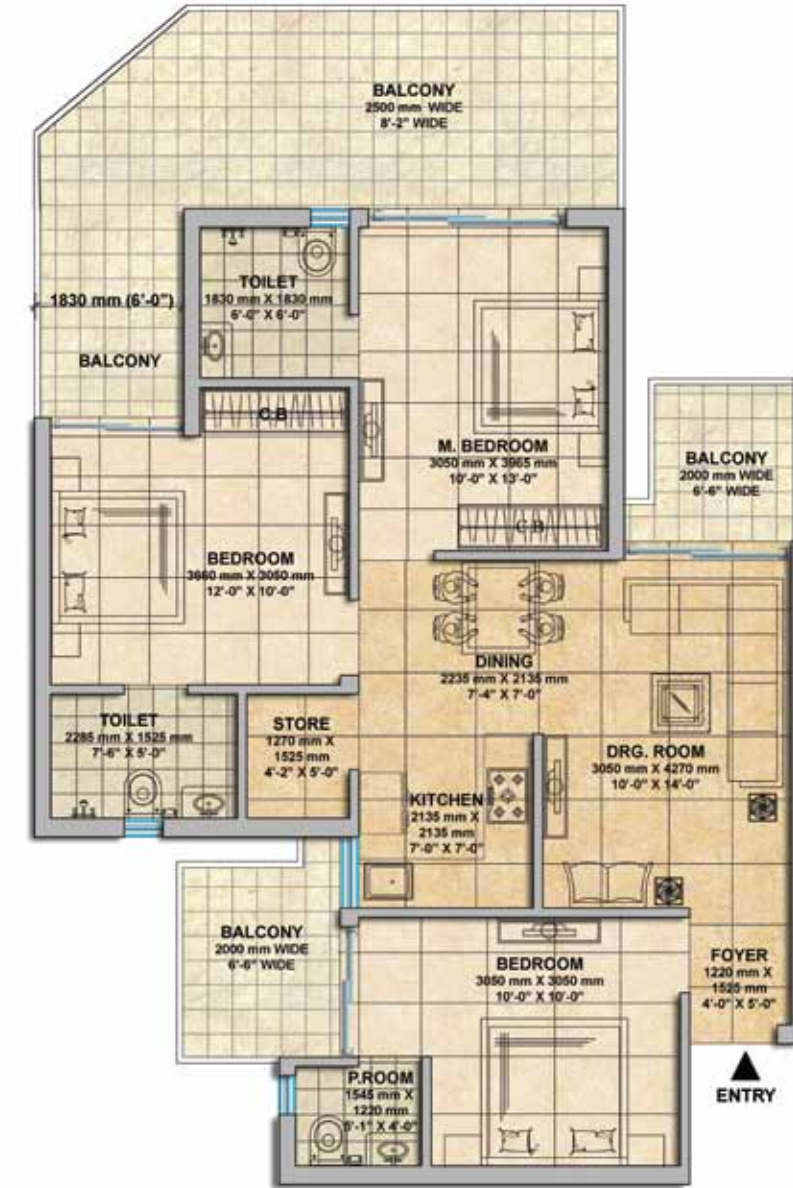 BALCONY
2500 mm WIDE
8'-2" WIDE
TOILET
1830 mm X 1830 mm
6'-0" X 6'-0"
1830 mm (6'-0")
BALCONY
C.B
M. BEDROOM
3050 mm X 3965 mm
10'-0" X 13'-0"
C.B
BALCONY
2000 mm WIDE
6'-6" WIDE
BEDROOM
3660 mm X 3050 mm
12'-0" X 10'-0"
DINING
2235 mm X 2135 mm
7'-4" X 7'-0"
TOILET
2285 mm X 1525 mm
7'-6" X 5'-0"
STORE
1270 mm X
1525 mm
4'-2" X 5'-0"
DRG. ROOM
3050 mm X 4270 mm
10'-0" X 14'-0"
KITCHEN
2135 mm X
2135 mm
7'-0" X 7'-0"
BALCONY
2000 mm WIDE
6'-6" WIDE
BEDROOM
3050 mm X 3050 mm
10'-0" X 10'-0"
FOYER
1220 mm X
1525 mm
4'-0" X 5'-0"
P.ROOM
1545 mm X
1220 mm
5'-1" X 4'-0"
ENTRY